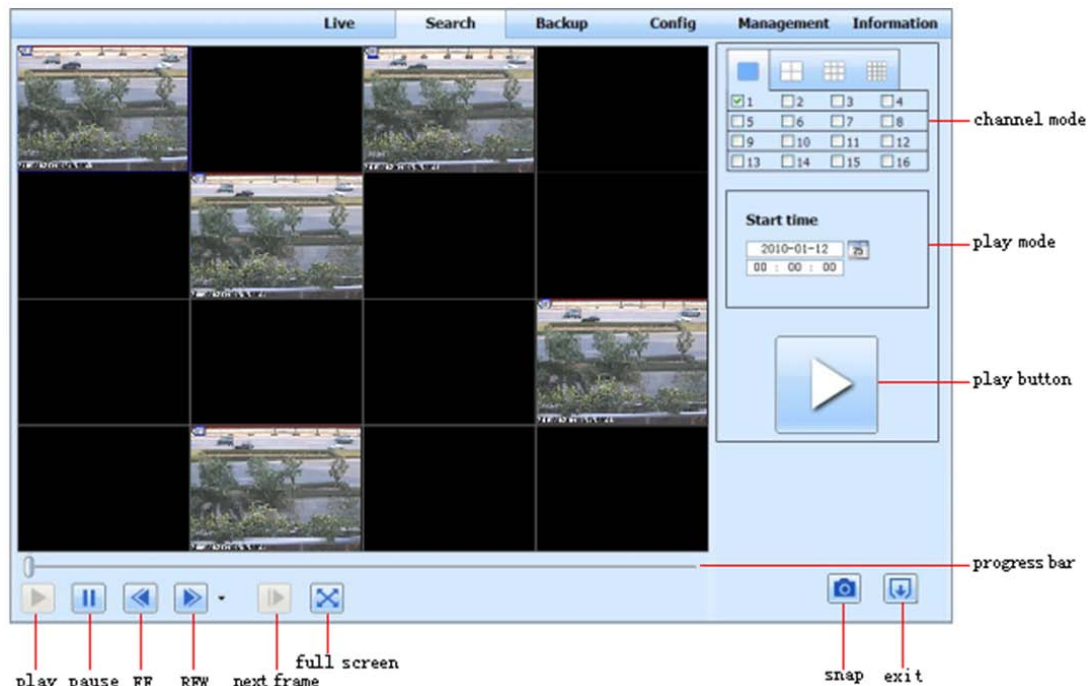 Live Search Backup Config Management Information
1 2 3 4
5 6 7 8
9 10 11 12
13 14 15 16
channel mode
Start time
2010-01-12
00 : 00 : 00
play mode
play button
progress bar
play pause FF RFW next frame full screen snap exit